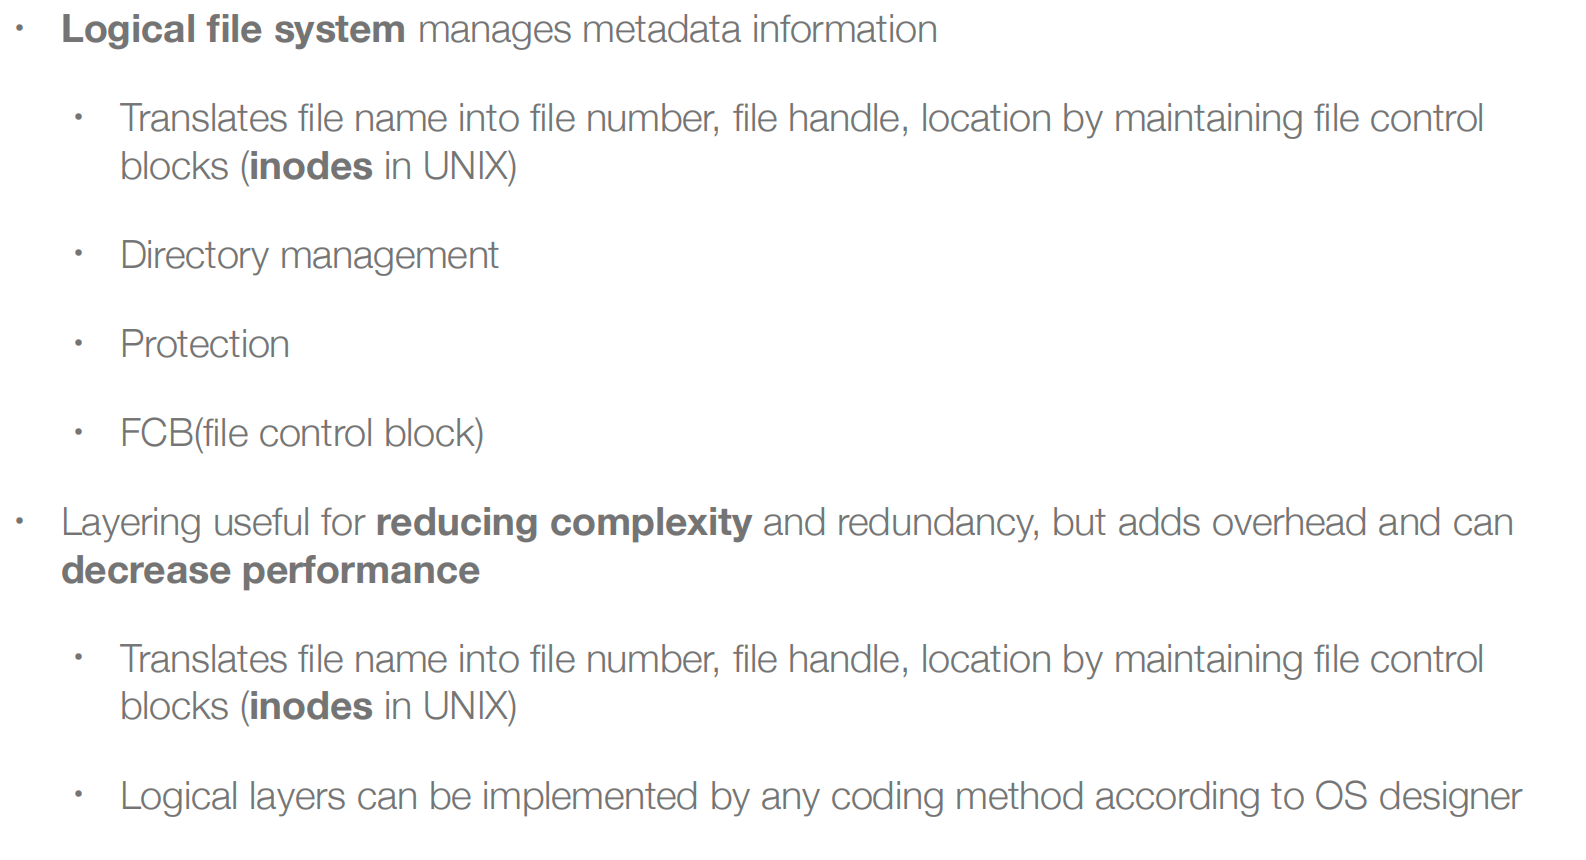 • Logical file system manages metadata information
• Translates file name into file number, file handle, location by maintaining file control
blocks (inodes in UNIX)
• Directory management
• Protection
• FCB(file control block)
• Layering useful for reducing complexity and redundancy, but adds overhead and can
decrease performance
• Translates file name into file number, file handle, location by maintaining file control
blocks (inodes in UNIX)
• Logical layers can be implemented by any coding method according to OS designer